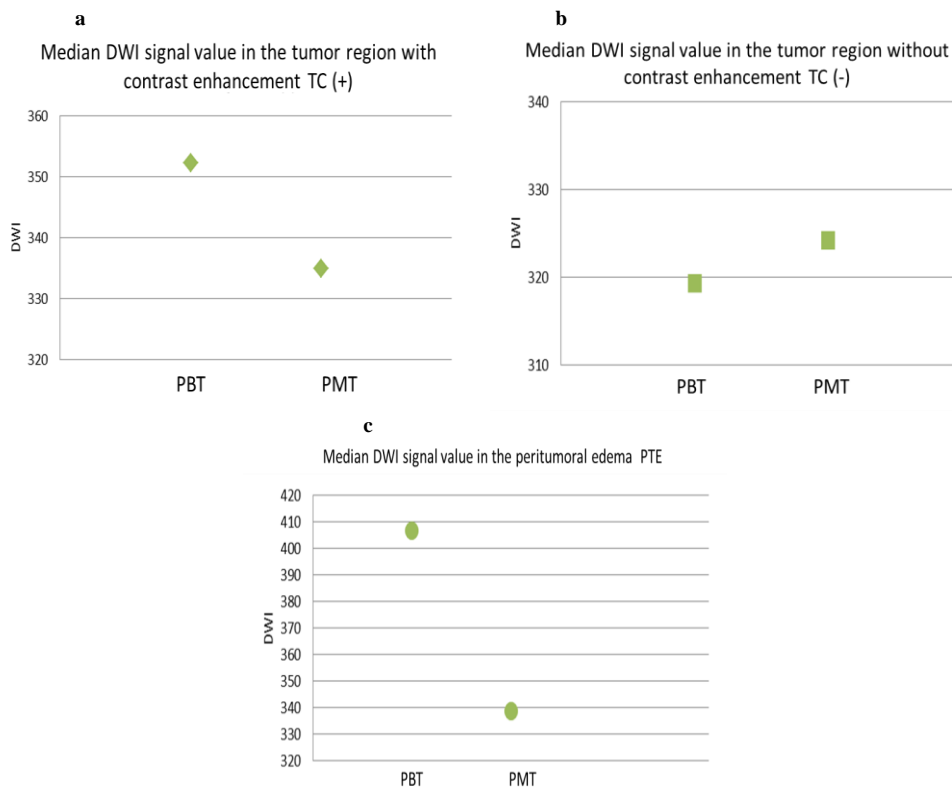 a
Median DWI signal value in the tumor region with
contrast enhancement TC (+)
360
350
340
330
320
DWI
PBT PMT
b
Median DWI signal value in the tumor region without
contrast enhancement TC (-)
340
330
320
310
DWI
PBT PMT
c
Median DWI signal value in the peritumoral edema PTE
420
410
400
390
380
370
360
350
340
330
320
DWI
PBT PMT